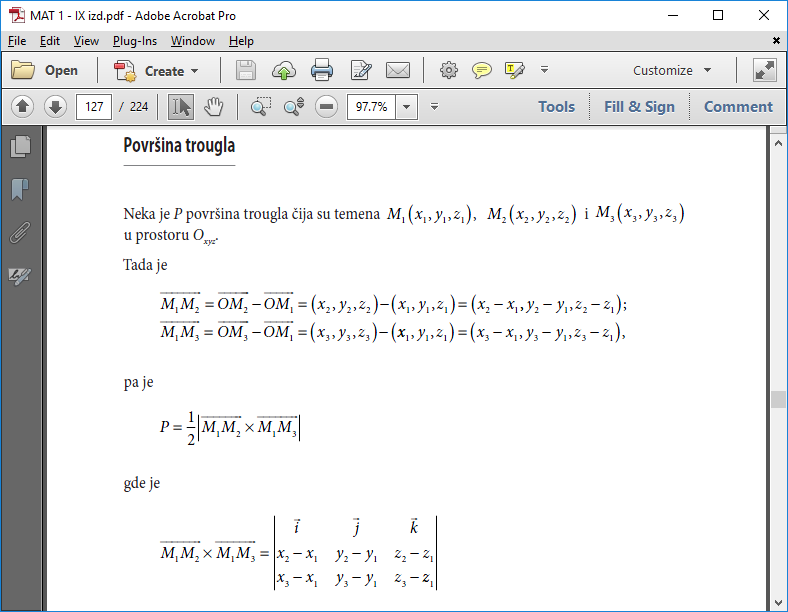 MAT 1 - IX izd.pdf - Adobe Acrobat Pro
File Edit View Plug-Ins Window Help
Open Create Customize
127 / 224 97.7% Tools Fill & Sign Comment
Površina trougla
Neka je P površina trougla čija su temena M₁(x₁, y₁, z₁), M₂(x₂, y₂, z₂) i M₃(x₃, y₃, z₃)
u prostoru Oxyz.
Tada je
M₁M₂ = OM₂ − OM₁ = (x₂, y₂, z₂) − (x₁, y₁, z₁) = (x₂ − x₁, y₂ − y₁, z₂ − z₁);
M₁M₃ = OM₃ − OM₁ = (x₃, y₃, z₃) − (x₁, y₁, z₁) = (x₃ − x₁, y₃ − y₁, z₃ − z₁),
pa je
P = 1/2 |M₁M₂ × M₁M₃|
gde je
i⃗ j⃗ k⃗
M₁M₂ × M₁M₃ = x₂ − x₁ y₂ − y₁ z₂ − z₁
x₃ − x₁ y₃ − y₁ z₃ − z₁